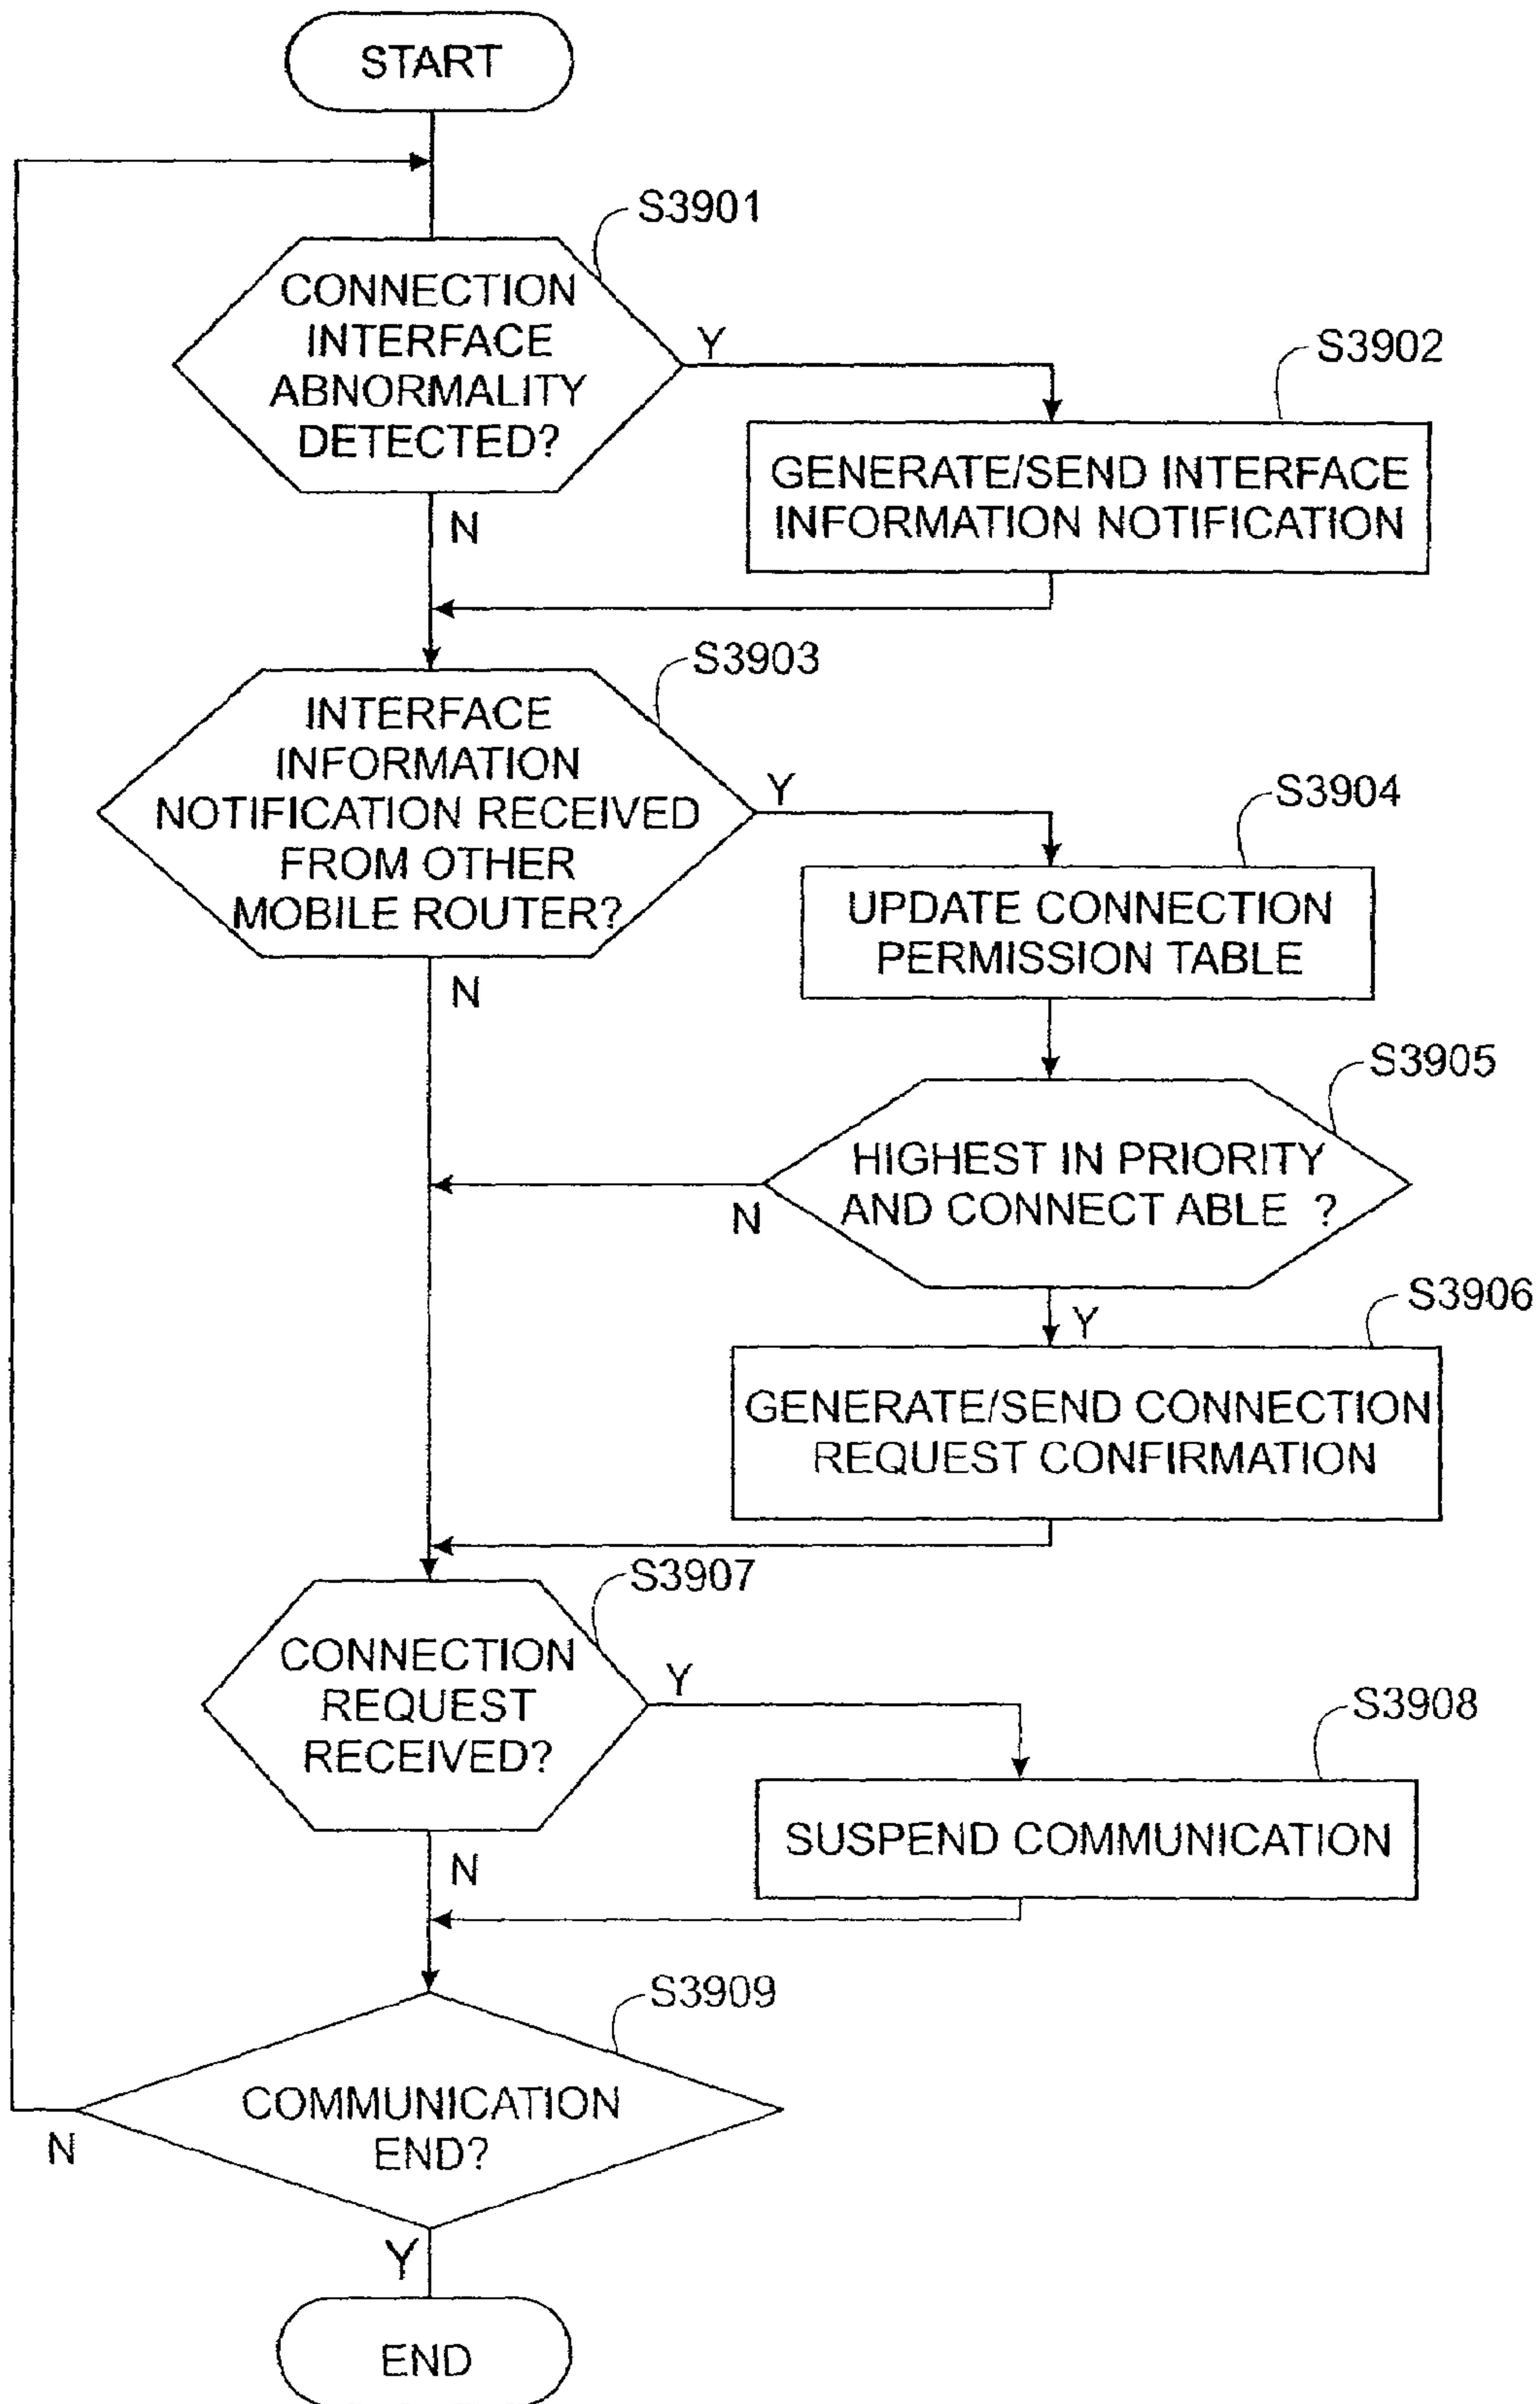 START
S3901
CONNECTION
INTERFACE
ABNORMALITY
DETECTED?
Y
N
S3902
GENERATE/SEND INTERFACE
INFORMATION NOTIFICATION
S3903
INTERFACE
INFORMATION
NOTIFICATION RECEIVED
FROM OTHER
MOBILE ROUTER?
Y
N
S3904
UPDATE CONNECTION
PERMISSION TABLE
S3905
HIGHEST IN PRIORITY
AND CONNECT ABLE ?
N
Y
S3906
GENERATE/SEND CONNECTION
REQUEST CONFIRMATION
S3907
CONNECTION
REQUEST
RECEIVED?
Y
N
S3908
SUSPEND COMMUNICATION
S3909
COMMUNICATION
END?
N
Y
END